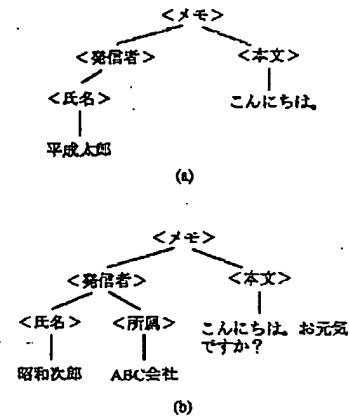 <メモ>
<発信者> <本文>
<氏名> こんにちは。
平成太郎
(a)
<メモ>
<発信者> <本文>
<氏名> <所属> こんにちは。お元気
ですか？
昭和次郎 ABC会社
(b)